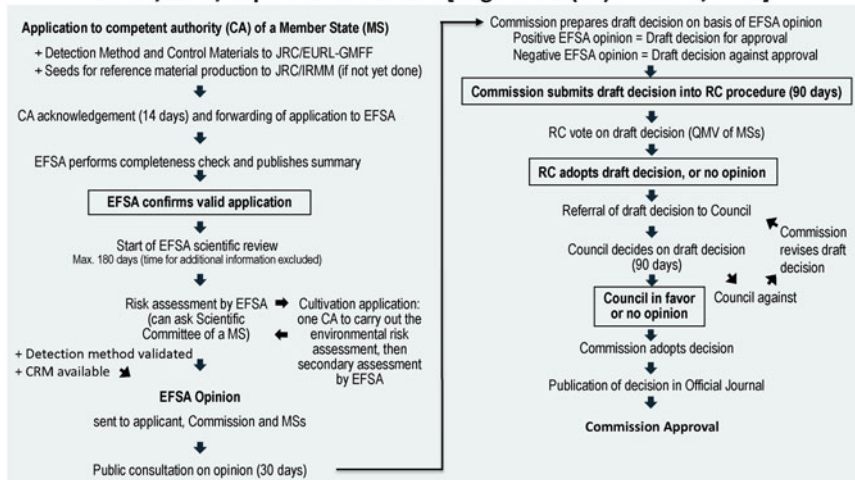 Application to competent authority (CA) of a Member State (MS)
+ Detection Method and Control Materials to JRC/EURL-GMFF
+ Seeds for reference material production to JRC/IRMM (if not yet done)
CA acknowledgement (14 days) and forwarding of application to EFSA
EFSA performs completeness check and publishes summary
EFSA confirms valid application
Start of EFSA scientific review
Max. 180 days (time for additional information excluded)
Risk assessment by EFSA
(can ask Scientific
Committee of a MS)
Cultivation application:
one CA to carry out the
environmental risk
assessment, then
secondary assessment
by EFSA
+ Detection method validated
+ CRM available
EFSA Opinion
sent to applicant, Commission and MSs
Public consultation on opinion (30 days)
Commission prepares draft decision on basis of EFSA opinion
Positive EFSA opinion = Draft decision for approval
Negative EFSA opinion = Draft decision against approval
Commission submits draft decision into RC procedure (90 days)
RC vote on draft decision (QMV of MSs)
RC adopts draft decision, or no opinion
Referral of draft decision to Council
Commission
revises draft
decision
Council decides on draft decision
(90 days)
Council against
Council in favor
or no opinion
Commission adopts decision
Publication of decision in Official Journal
Commission Approval